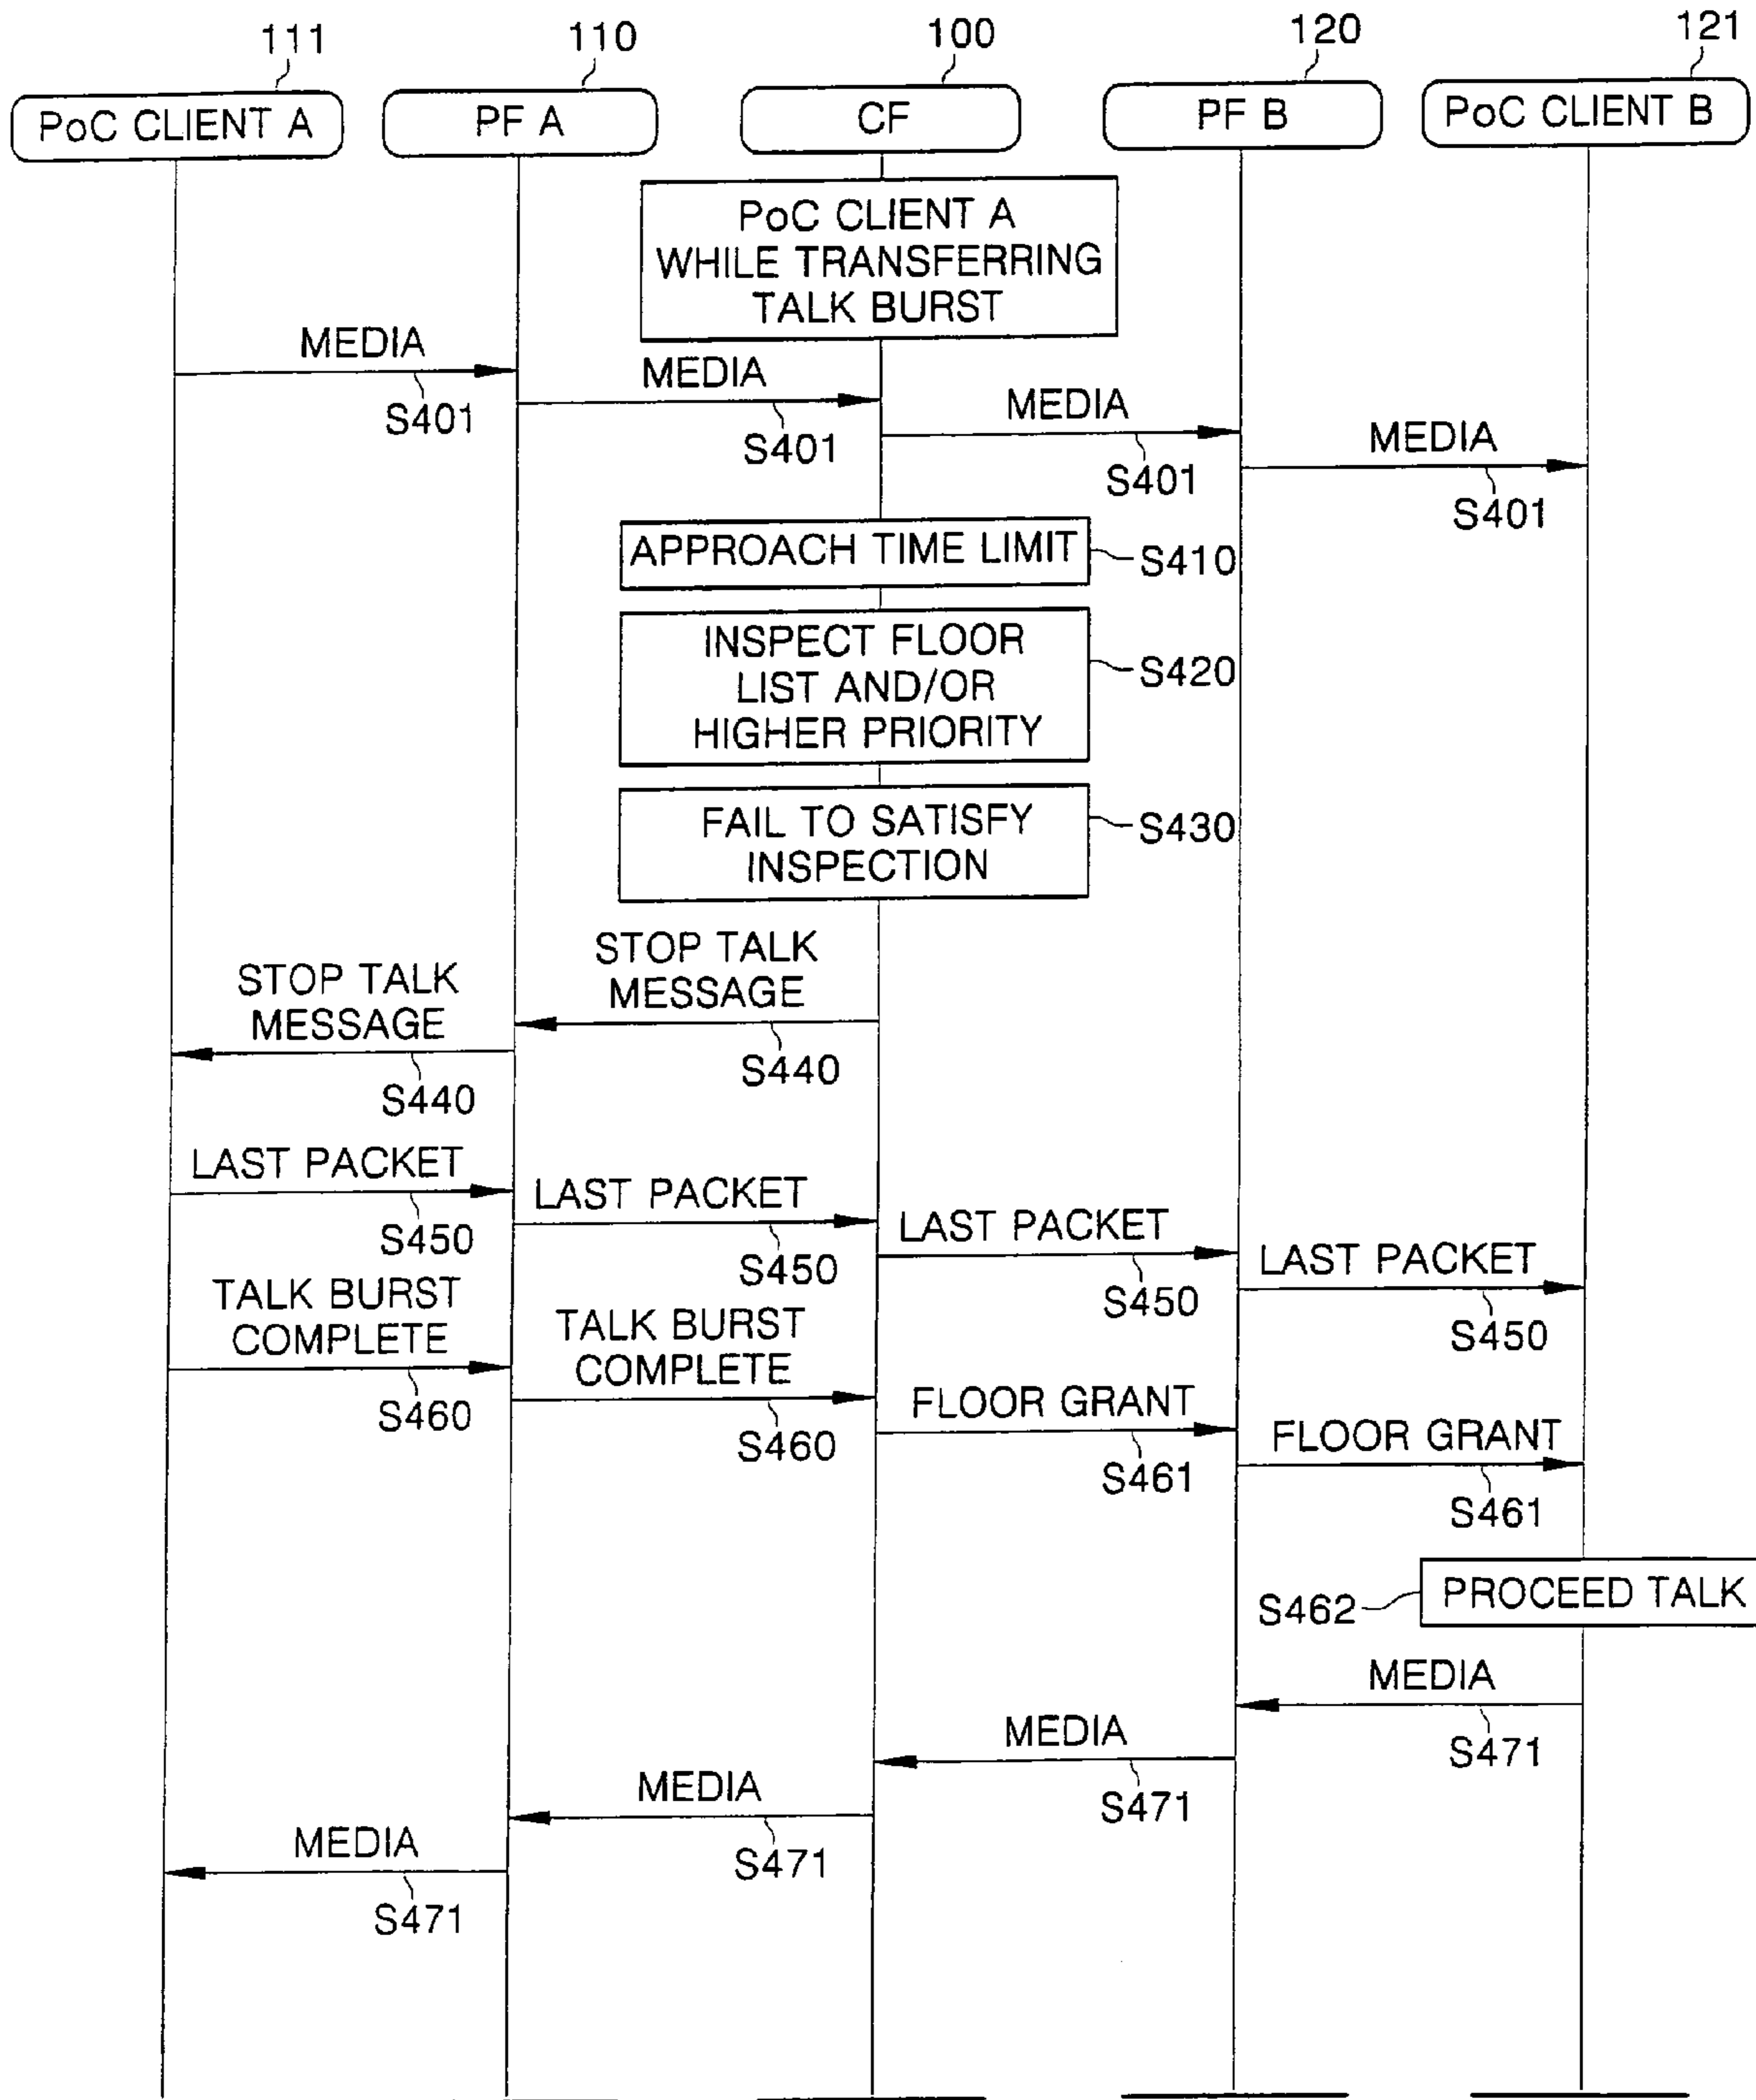 111
110
100
120
121
PoC CLIENT A
PF A
CF
PF B
PoC CLIENT B
PoC CLIENT A
WHILE TRANSFERRING
TALK BURST
MEDIA
S401
MEDIA
S401
MEDIA
S401
MEDIA
S401
APPROACH TIME LIMIT
S410
INSPECT FLOOR
LIST AND/OR
HIGHER PRIORITY
S420
FAIL TO SATISFY
INSPECTION
S430
STOP TALK
MESSAGE
S440
STOP TALK
MESSAGE
S440
LAST PACKET
S450
LAST PACKET
S450
LAST PACKET
S450
LAST PACKET
S450
TALK BURST
COMPLETE
S460
TALK BURST
COMPLETE
S460
FLOOR GRANT
S461
FLOOR GRANT
S461
S462
PROCEED TALK
MEDIA
S471
MEDIA
S471
MEDIA
S471
MEDIA
S471